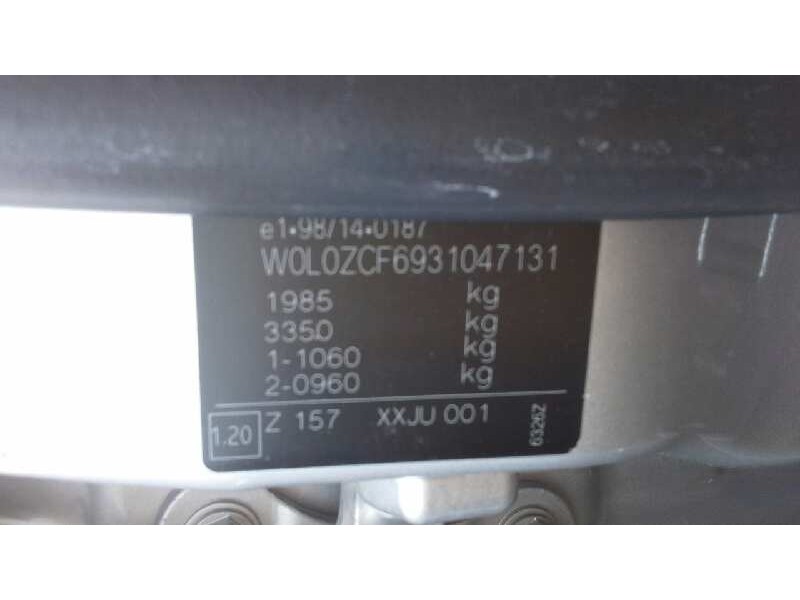 e1*98/14*0187
W0L0ZCF6931047131
1985 kg
3350 kg
1-1060 kg
2-0960 kg
1.20 Z 157 XXJU 001 6326Z